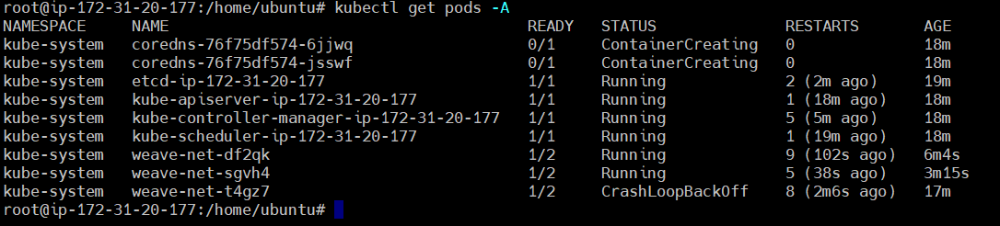 root@ip-172-31-20-177:/home/ubuntu# kubectl get pods -A
NAMESPACE NAME READY STATUS RESTARTS AGE
kube-system coredns-76f75df574-6jjwq 0/1 ContainerCreating 0 18m
kube-system coredns-76f75df574-jsswf 0/1 ContainerCreating 0 18m
kube-system etcd-ip-172-31-20-177 1/1 Running 2 (2m ago) 19m
kube-system kube-apiserver-ip-172-31-20-177 1/1 Running 1 (18m ago) 18m
kube-system kube-controller-manager-ip-172-31-20-177 1/1 Running 5 (5m ago) 18m
kube-system kube-scheduler-ip-172-31-20-177 1/1 Running 1 (19m ago) 18m
kube-system weave-net-df2qk 1/2 Running 9 (102s ago) 6m4s
kube-system weave-net-sgvh4 1/2 Running 5 (38s ago) 3m15s
kube-system weave-net-t4gz7 1/2 CrashLoopBackOff 8 (2m6s ago) 17m
root@ip-172-31-20-177:/home/ubuntu#